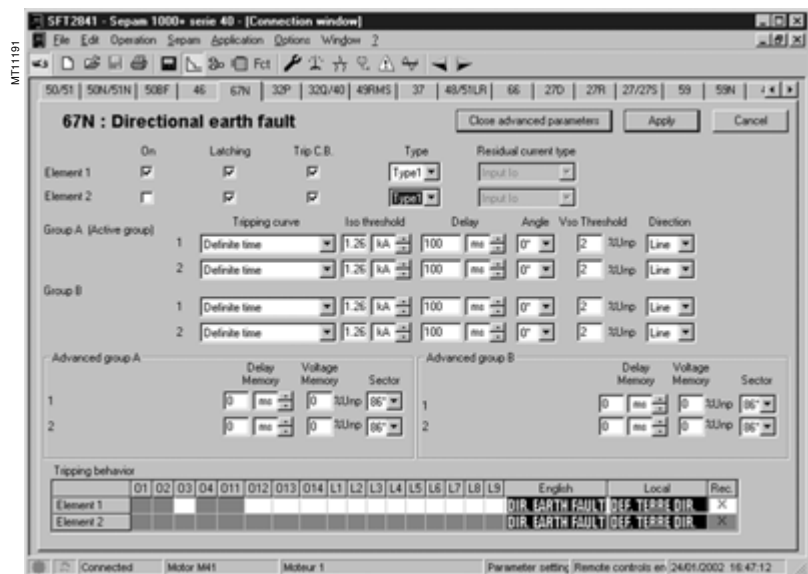 MT11191
SFT2841 - Sepam 1000+ serie 40 - [Connection window]
File Edit Operation Sepam Application Options Window ?
Fct
50/51 50N/51N 50BF 46 67N 32P 32Q/40 49RMS 37 48/51LR 66 27D 27R 27/27S 59 59N
67N : Directional earth fault
Close advanced parameters Apply Cancel
On Latching Trip C.B. Type Residual current type
Element 1 Type1 Input Io
Element 2 Type1 Input Io
Group A (Active group)
Tripping curve Iso threshold Delay Angle Vso Threshold Direction
1 Definite time 1.26 kA 100 ms 0° 2 %Unp Line
2 Definite time 1.26 kA 100 ms 0° 2 %Unp Line
Group B
1 Definite time 1.26 kA 100 ms 0° 2 %Unp Line
2 Definite time 1.26 kA 100 ms 0° 2 %Unp Line
Advanced group A
Delay Memory Voltage Memory Sector
1 0 ms 0 %Unp 86°
2 0 ms 0 %Unp 86°
Advanced group B
Delay Memory Voltage Memory Sector
1 0 ms 0 %Unp 86°
2 0 ms 0 %Unp 86°
Tripping behavior
O1 O2 O3 O4 O11 O12 O13 O14 L1 L2 L3 L4 L5 L6 L7 L8 L9 English Local Rec.
Element 1 DIR. EARTH FAULT DEF. TERRE DIR. X
Element 2 DIR. EARTH FAULT DEF. TERRE DIR. X
Connected Motor M41 Moteur 1 Parameter setting Remote controls en 24/01/2002 16:47:12